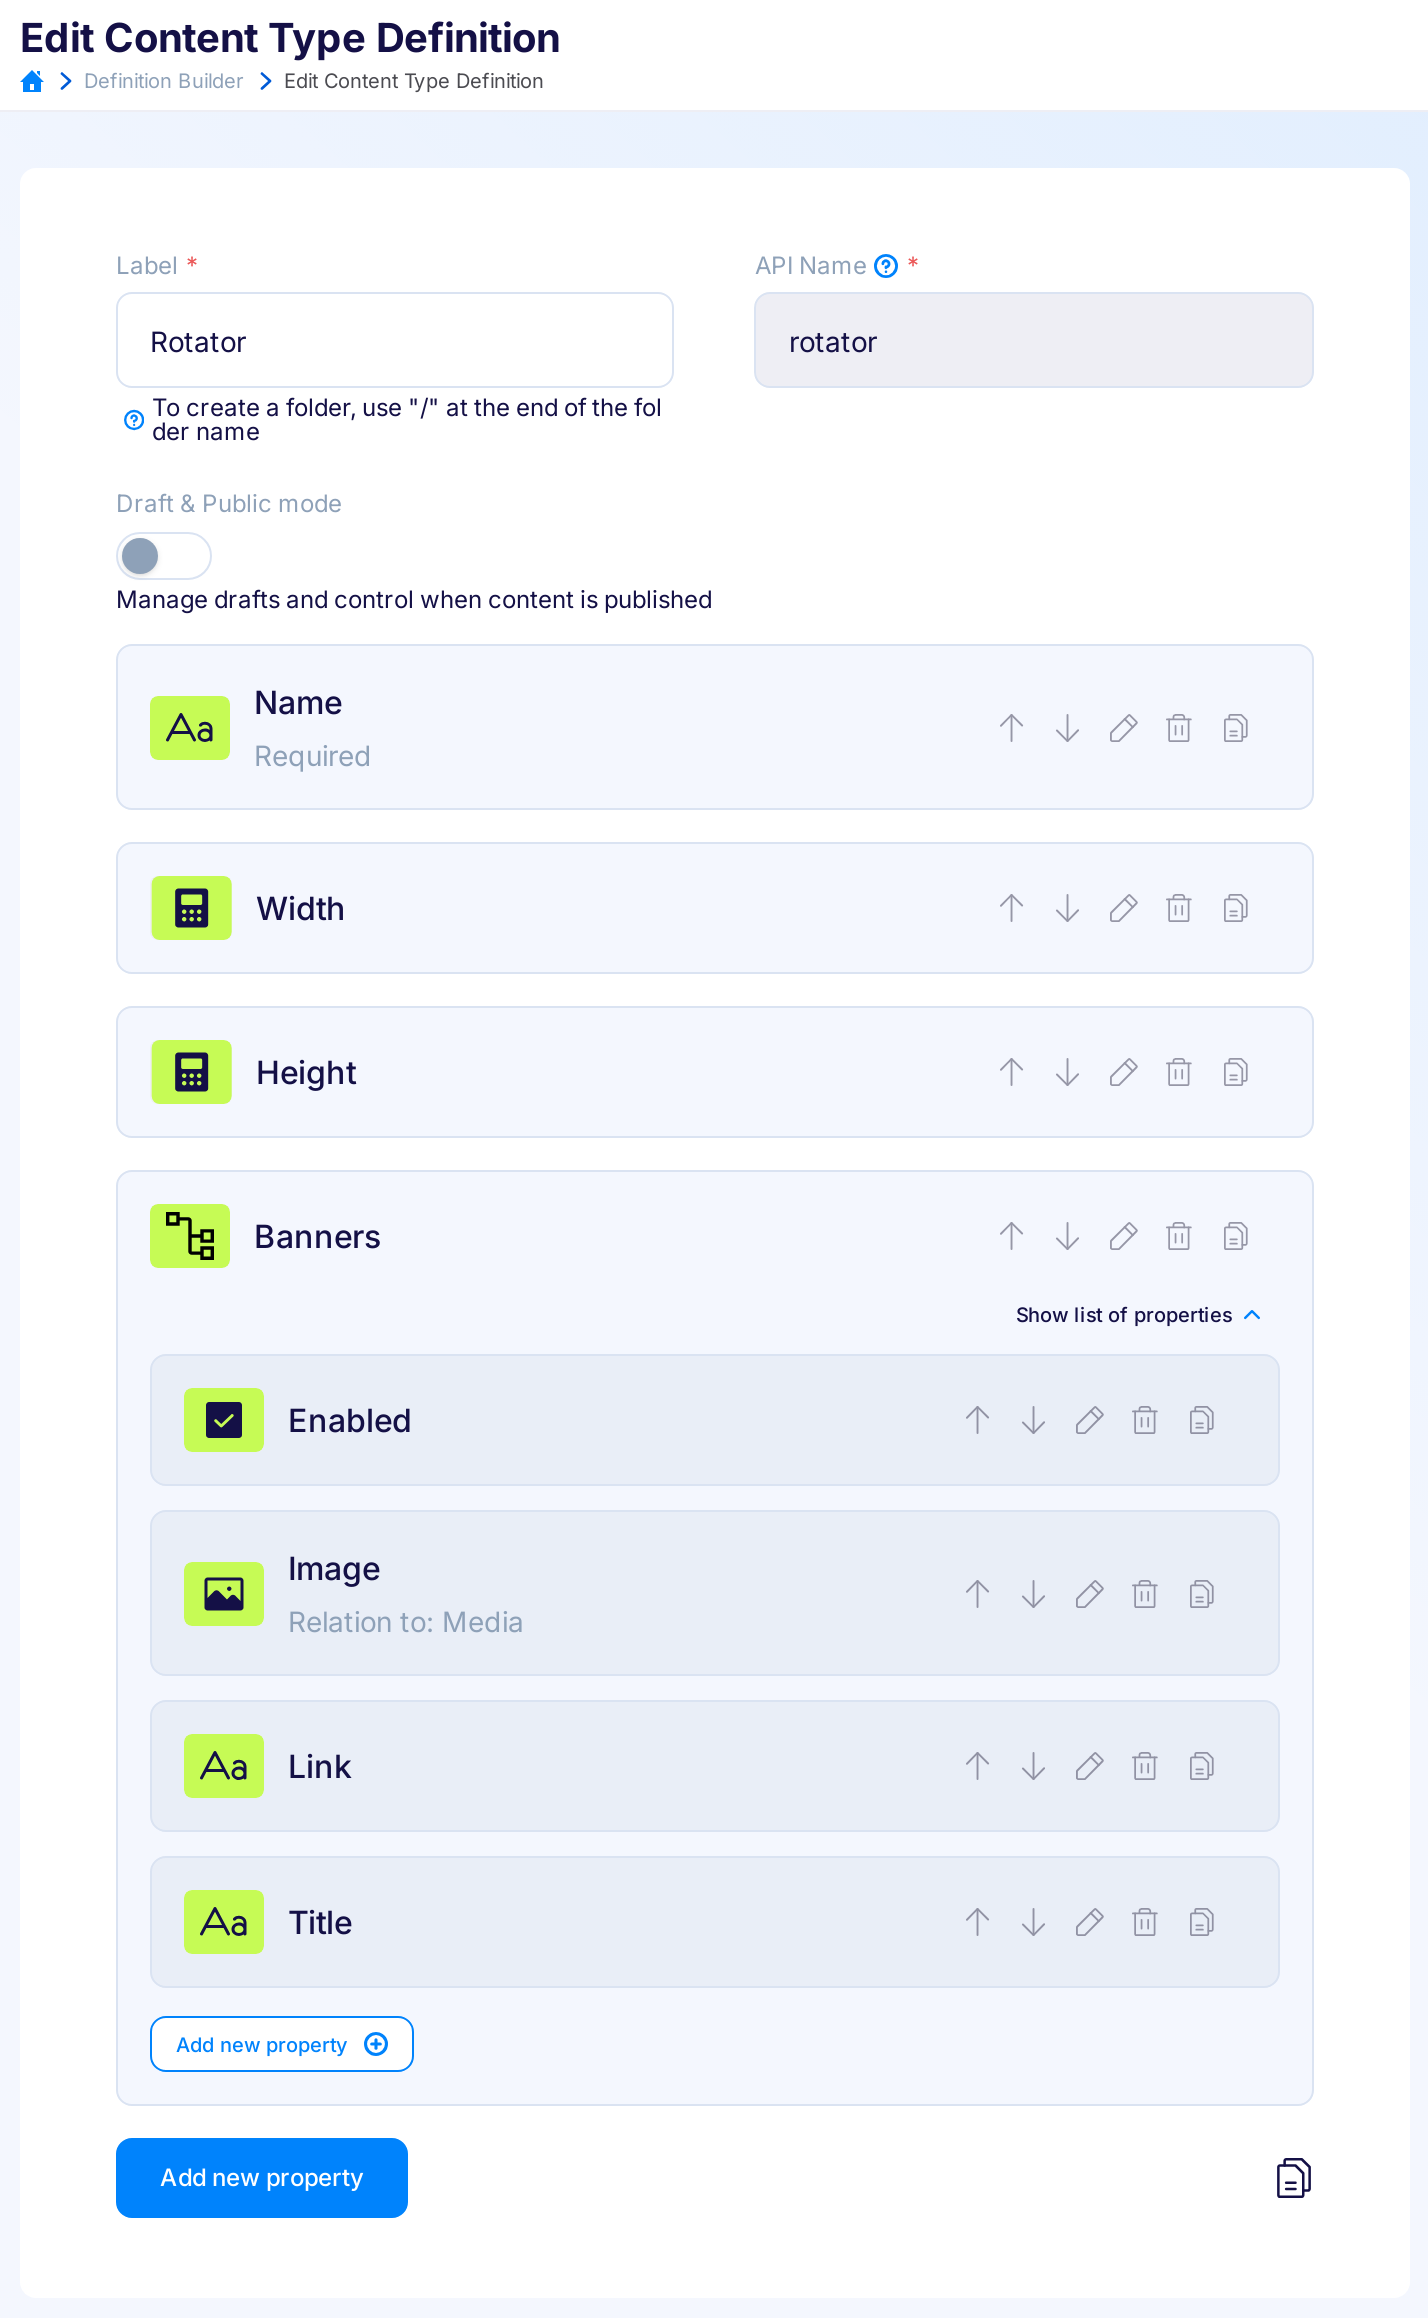 Edit Content Type Definition
Definition Builder
Edit Content Type Definition
Label *
API Name *
Rotator
rotator
To create a folder, use "/" at the end of the fol
der name
Draft & Public mode
Manage drafts and control when content is published
Aa
Name
Required
Width
Height
Banners
Show list of properties
Enabled
Image
Relation to: Media
Aa
Link
Aa
Title
Add new property
Add new property